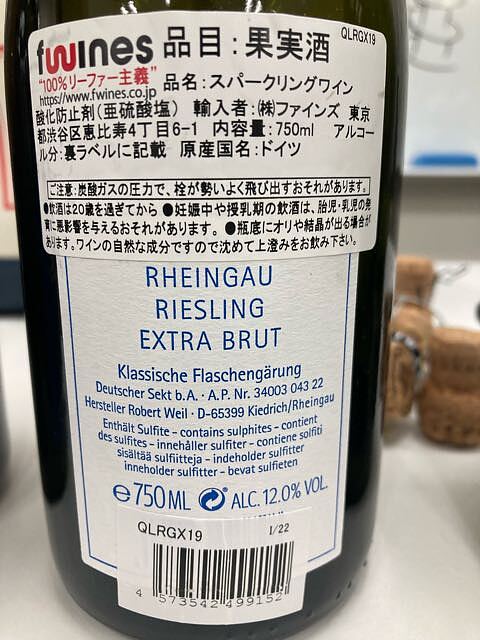 fwines 品目:果実酒 QLRGX19
"100%リーファー主義" 品名:スパークリングワイン
https://www.fwines.co.jp
酸化防止剤(亜硫酸塩) 輸入者:㈱ファインズ 東京
都渋谷区恵比寿4丁目6-1 内容量:750ml アルコー
ル分:裏ラベルに記載 原産国名:ドイツ
ご注意:炭酸ガスの圧力で、栓が勢いよく飛び出すおそれがあります。
●飲酒は20歳を過ぎてから ●妊娠中や授乳期の飲酒は、胎児・乳児の発
育に悪影響を与えるおそれがあります。 ●瓶底にオリや結晶が出る場合が
あります。ワインの自然な成分ですので沈めて上澄みをお飲み下さい。
RHEINGAU
RIESLING
EXTRA BRUT
Klassische Flaschengärung
Deutscher Sekt b.A. · A.P. Nr. 34003 043 22
Hersteller Robert Weil · D-65399 Kiedrich/Rheingau
Enthält Sulfite – contains sulphites – contient
des sulfites – innehåller sulfiter – contiene solfiti
sisältää sulfiitteja – indeholder sulfitter –
inneholder sulfitter – bevat sulfieten
℮750ML ALC. 12.0% VOL.
QLRGX19 1/22
4 573542 499152